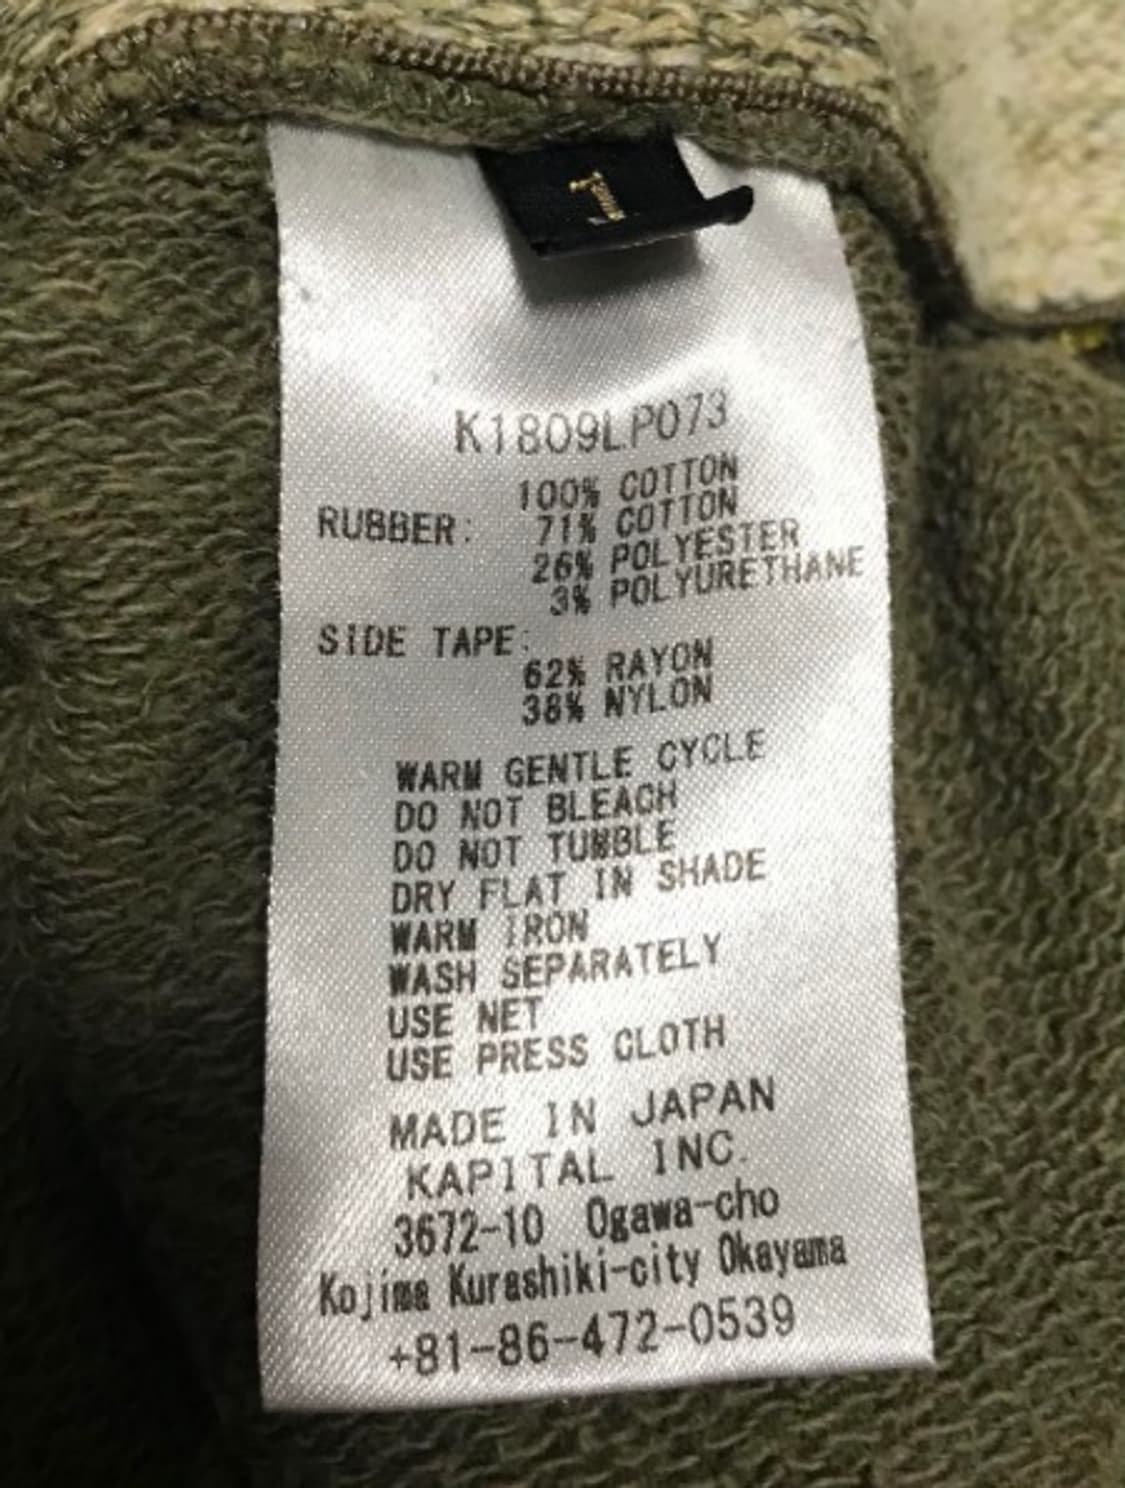 K1809LP073
100% COTTON
RUBBER: 71% COTTON
26% POLYESTER
3% POLYURETHANE
SIDE TAPE:
62% RAYON
38% NYLON
WARM GENTLE CYCLE
DO NOT BLEACH
DO NOT TUMBLE
DRY FLAT IN SHADE
WARM IRON
WASH SEPARATELY
USE NET
USE PRESS CLOTH
MADE IN JAPAN
KAPITAL INC.
3672-10 Ogawa-cho
Kojima Kurashiki-city Okayama
+81-86-472-0539